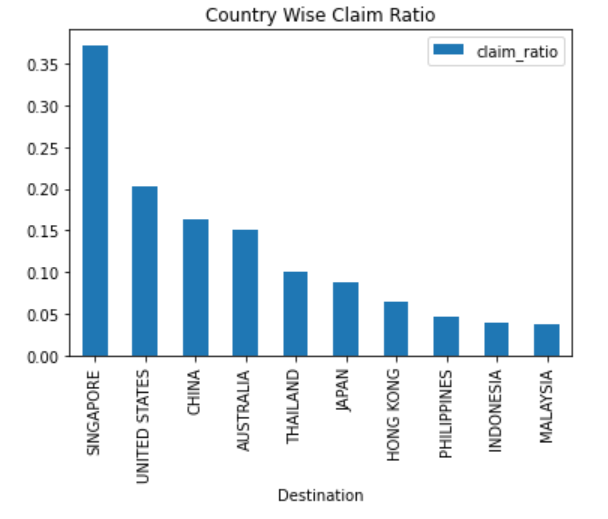 Country Wise Claim Ratio
claim_ratio
0.35
0.30
0.25
0.20
0.15
0.10
0.05
0.00
SINGAPORE
UNITED STATES
CHINA
AUSTRALIA
THAILAND
JAPAN
HONG KONG
PHILIPPINES
INDONESIA
MALAYSIA
Destination